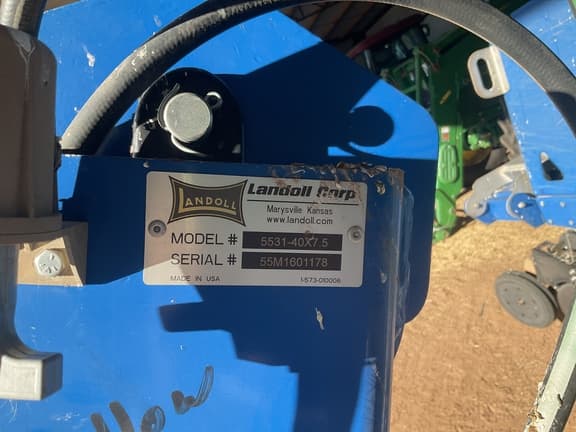 LANDOLL
Landoll Corp
Marysville Kansas
www.landoll.com
MODEL # 5531-40X7.5
SERIAL # 55M1601178
MADE IN USA 1-573-010006